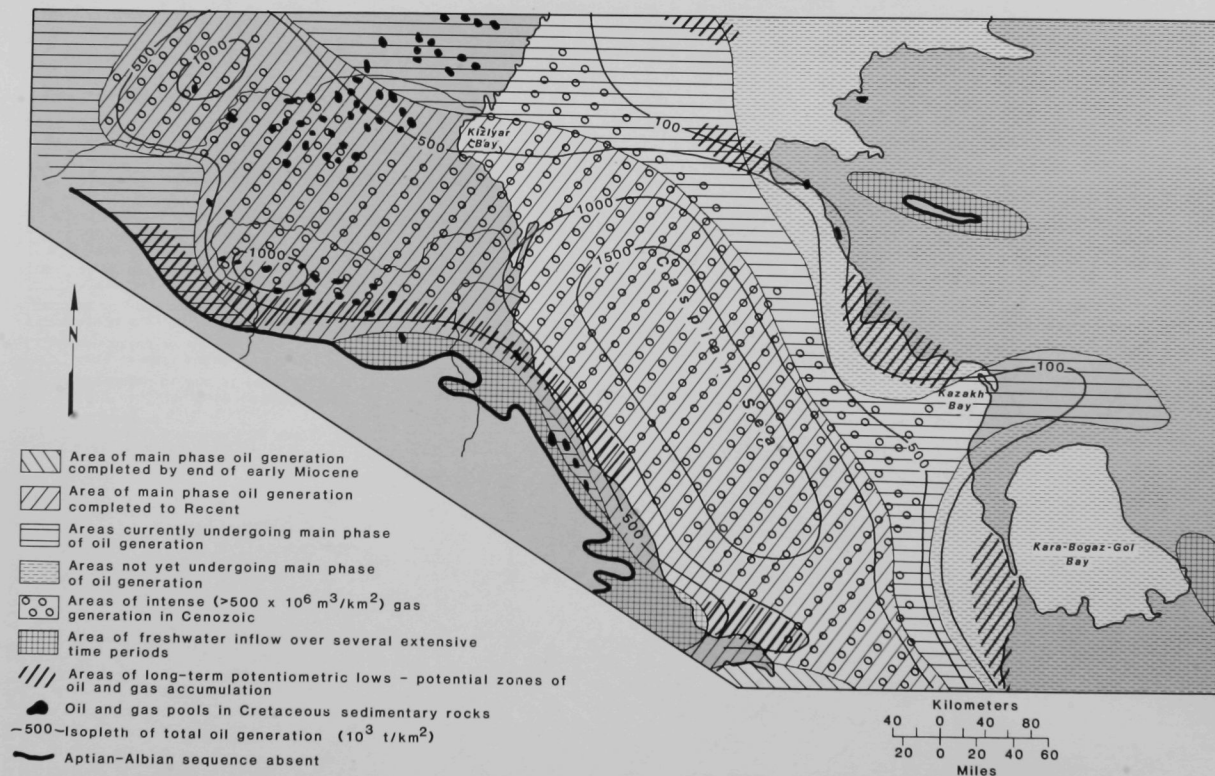 500
1000
Kizlyar
Bay
500
100
1000
1000
1500
Caspian Sea
100
Kazakh
Bay
500
500
Kara-Bogaz-Gol
Bay
N
Area of main phase oil generation
completed by end of early Miocene
Area of main phase oil generation
completed to Recent
Areas currently undergoing main phase
of oil generation
Areas not yet undergoing main phase
of oil generation
Areas of intense (>500 x 10⁶ m³/km²) gas
generation in Cenozoic
Area of freshwater inflow over several extensive
time periods
Areas of long-term potentiometric lows - potential zones of
oil and gas accumulation
Oil and gas pools in Cretaceous sedimentary rocks
~500~Isopleth of total oil generation (10³ t/km²)
Aptian-Albian sequence absent
Kilometers
40 0 40 80
20 0 20 40 60
Miles